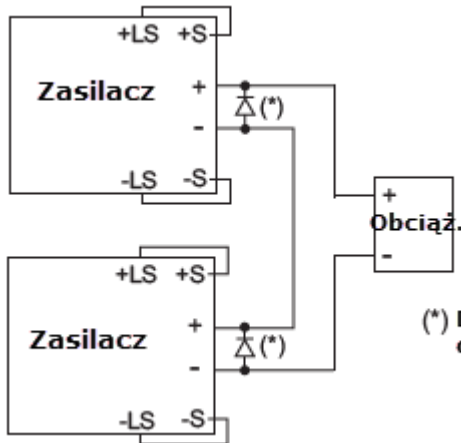 +LS +S
Zasilacz
+
(*)
-
-LS -S
+
Obciąż.
-
+LS +S
Zasilacz
+
(*)
-
-LS -S
(*)